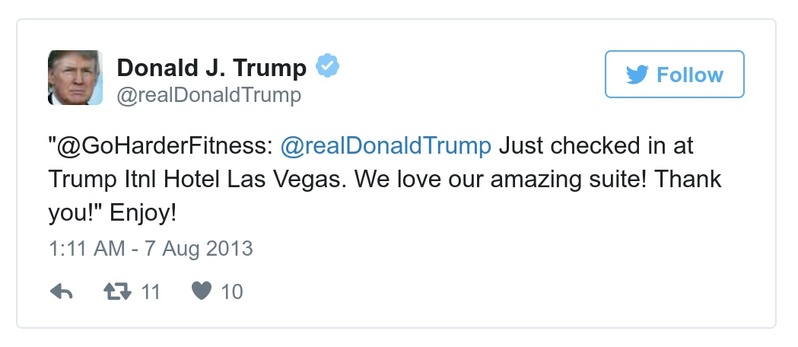 Donald J. Trump
@realDonaldTrump
Follow
"@GoHarderFitness: @realDonaldTrump Just checked in at
Trump Itnl Hotel Las Vegas. We love our amazing suite! Thank
you!" Enjoy!
1:11 AM - 7 Aug 2013
11 10